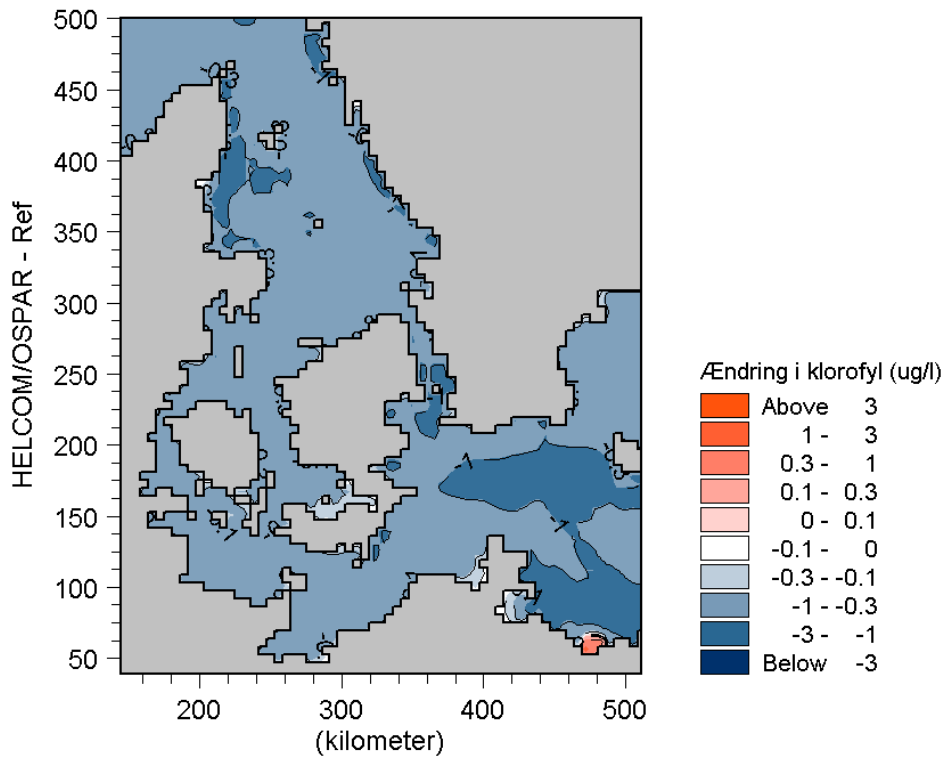 500
450
400
350
300
250
200
150
100
50
HELCOM/OSPAR - Ref
200 300 400 500
(kilometer)
Ændring i klorofyl (ug/l)
Above 3
1 - 3
0.3 - 1
0.1 - 0.3
0 - 0.1
-0.1 - 0
-0.3 - -0.1
-1 - -0.3
-3 - -1
Below -3